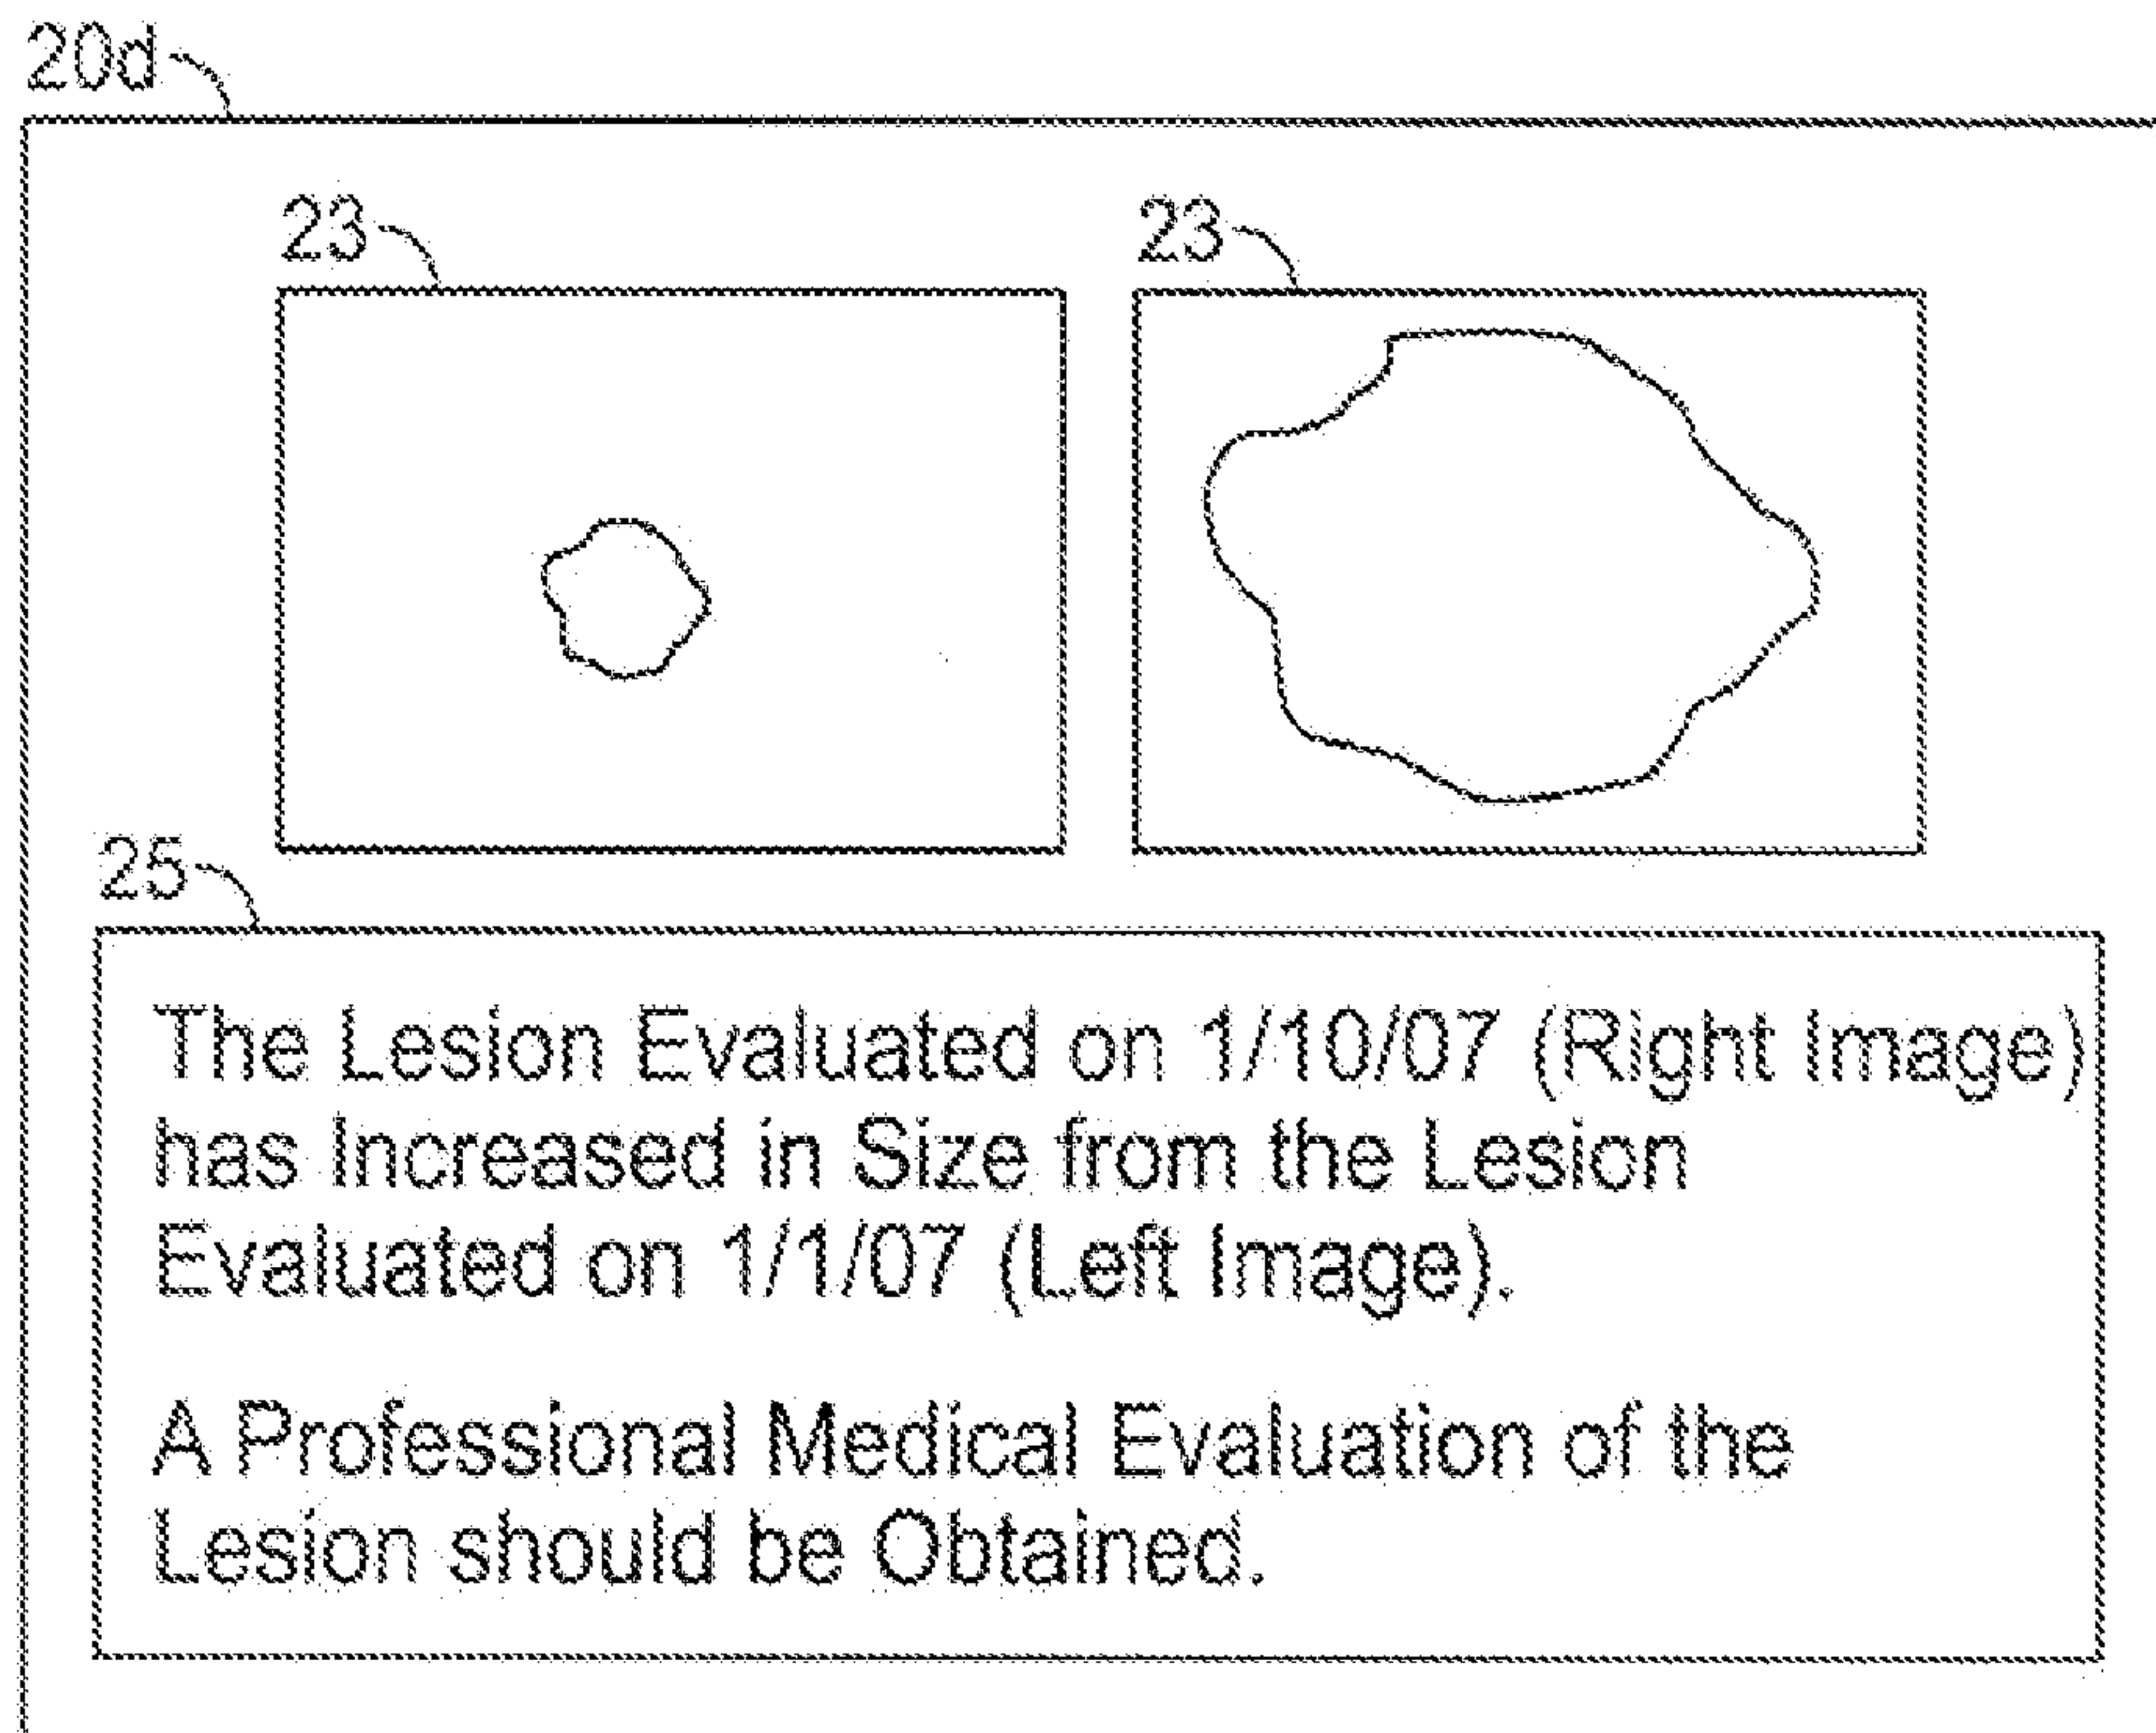 20d
23 23
25
The Lesion Evaluated on 1/10/07 (Right Image)
has Increased in Size from the Lesion
Evaluated on 1/1/07 (Left Image).
A Professional Medical Evaluation of the
Lesion should be Obtained.